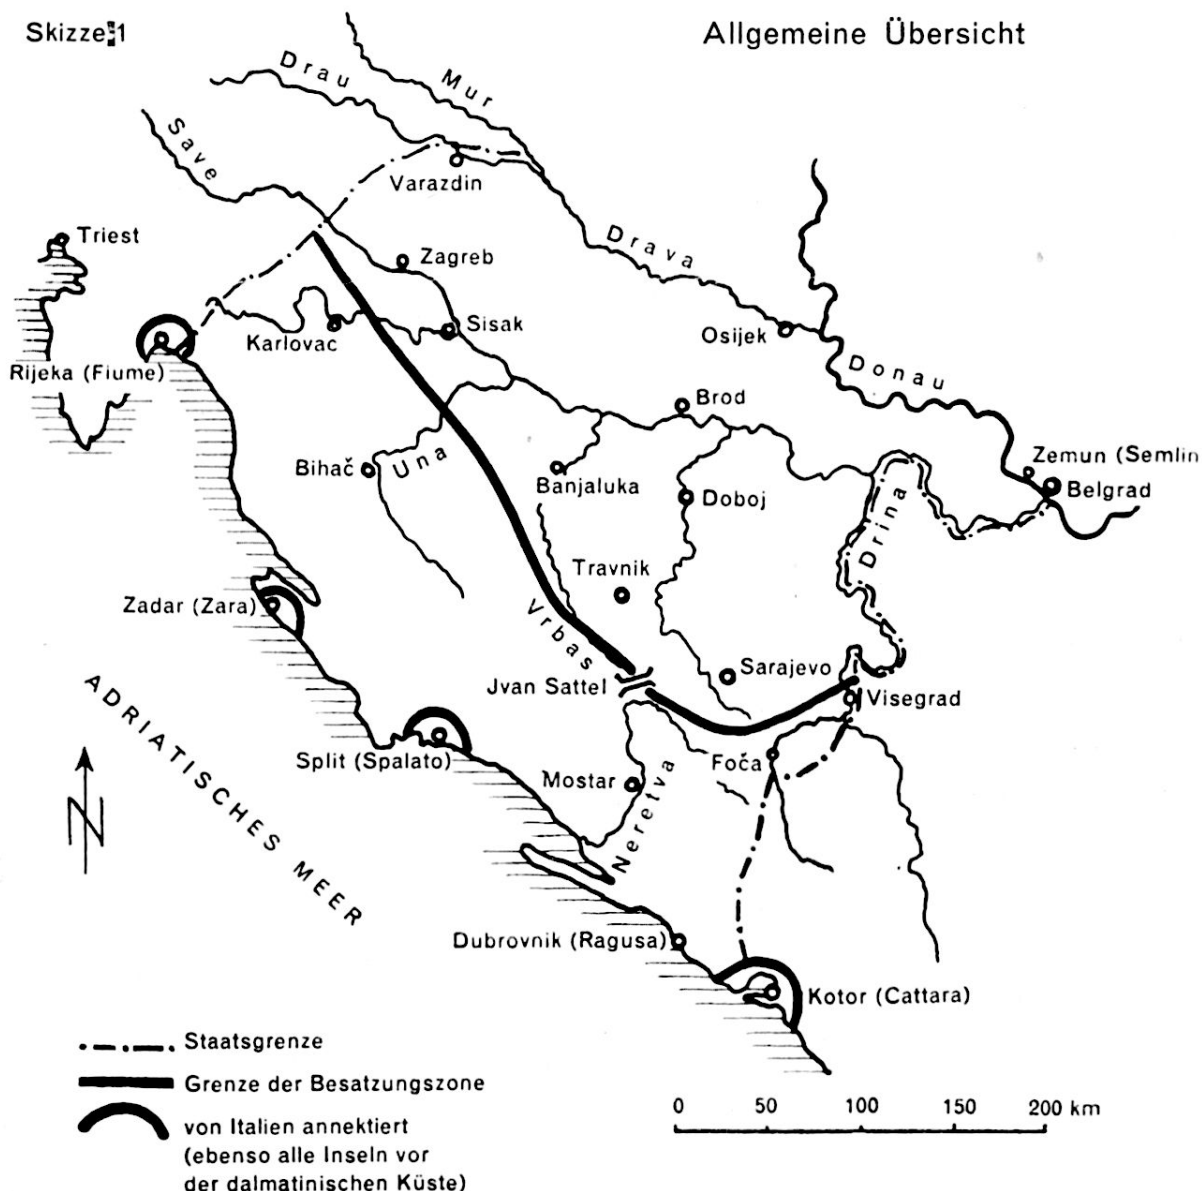 Skizze 1
Allgemeine Übersicht
Drau
Mur
Save
Varazdin
Triest
Zagreb
Drava
Karlovac
Sisak
Osijek
Rijeka (Fiume)
Donau
Brod
Zemun (Semlin
Bihač
Una
Banjaluka
Doboj
Belgrad
Drina
Travnik
Zadar (Zara)
Vrbas
Sarajevo
Jvan Sattel
Visegrad
ADRIATISCHES MEER
Split (Spalato)
Foča
Mostar
Neretva
N
Dubrovnik (Ragusa)
Kotor (Cattara)
Staatsgrenze
Grenze der Besatzungszone
von Italien annektiert
(ebenso alle Inseln vor
der dalmatinischen Küste)
0 50 100 150 200 km